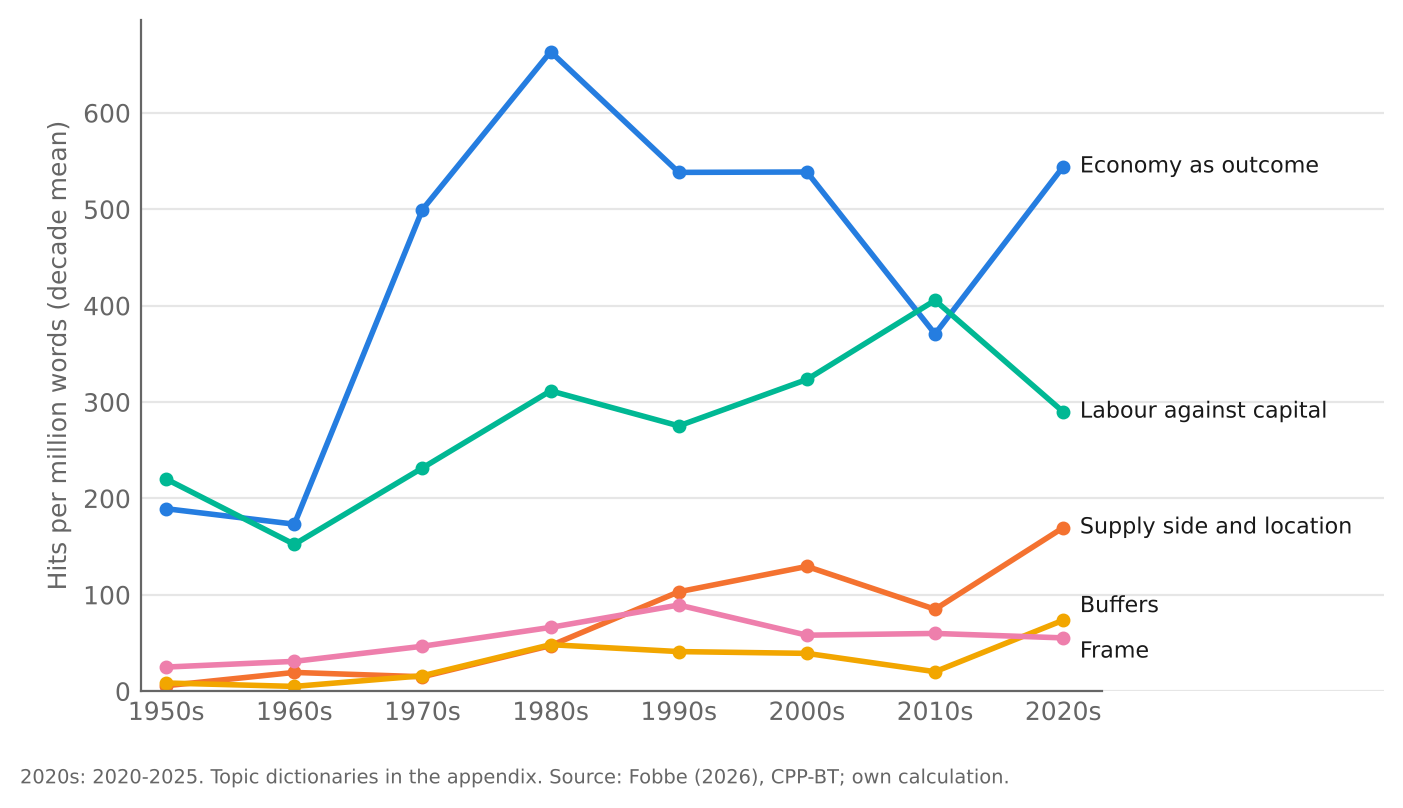 Hits per million words (decade mean)
600
500
400
300
200
100
0
Economy as outcome
Labour against capital
Supply side and location
Buffers
Frame
1950s 1960s 1970s 1980s 1990s 2000s 2010s 2020s
2020s: 2020-2025. Topic dictionaries in the appendix. Source: Fobbe (2026), CPP-BT; own calculation.